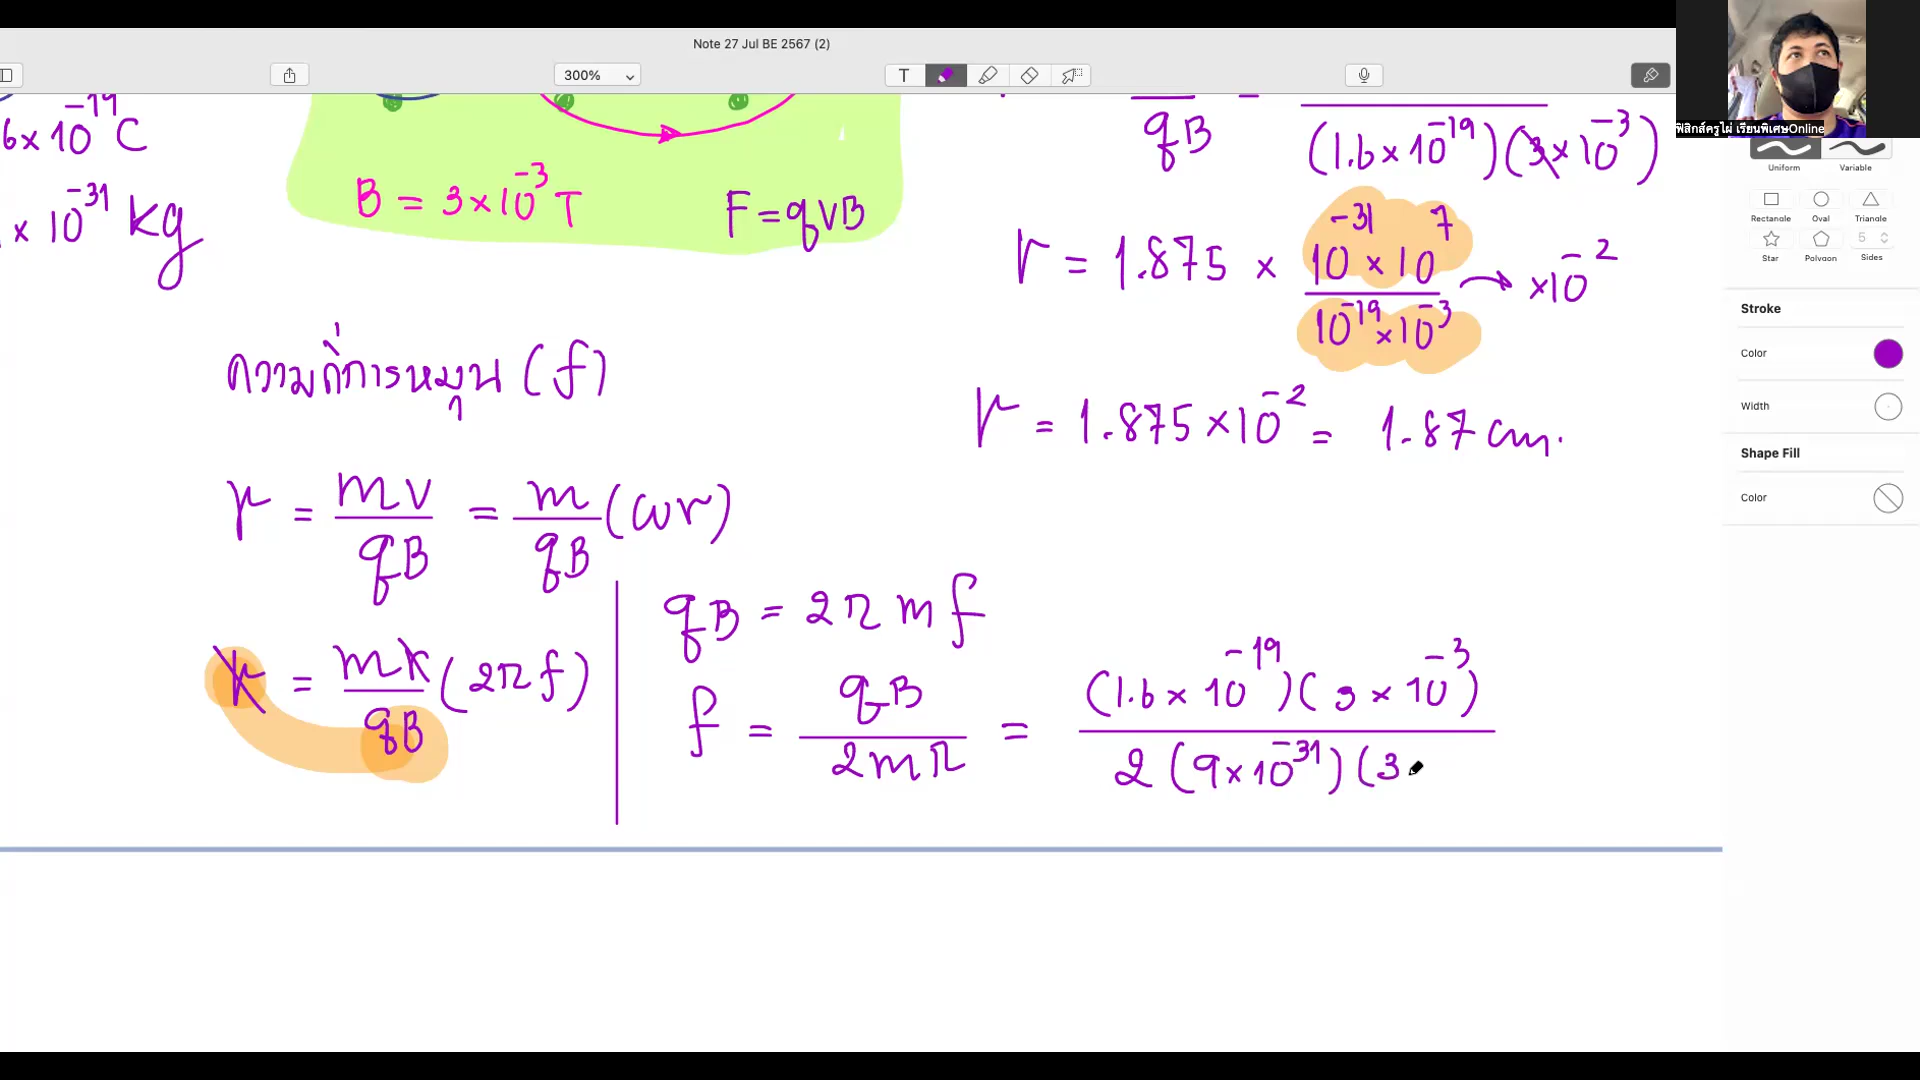 Note 27 Jul BE 2567 (2)
300%
T
ฟิสิกส์ครูไผ่ เรียนพิเศษOnline
Uniform Variable
Rectangle Oval Triangle
Star Polygon 5 Sides
Stroke
Color
Width
Shape Fill
Color
6×10⁻¹⁹ C
× 10⁻³¹ kg
B = 3×10⁻³ T
F = qVB
qB
(1.6×10⁻¹⁹)(3×10⁻³)
r = 1.875 × (10⁻³¹ × 10⁷)/(10⁻¹⁹ × 10⁻³) → ×10⁻²
r = 1.875×10⁻² = 1.87 cm.
ความถี่การหมุน (f)
r = mv/qB = m/qB (ωr)
r = mr/qB (2πf)
qB = 2πmf
f = qB/2mπ = (1.6×10⁻¹⁹)(3×10⁻³)/2(9×10⁻³¹)(3.